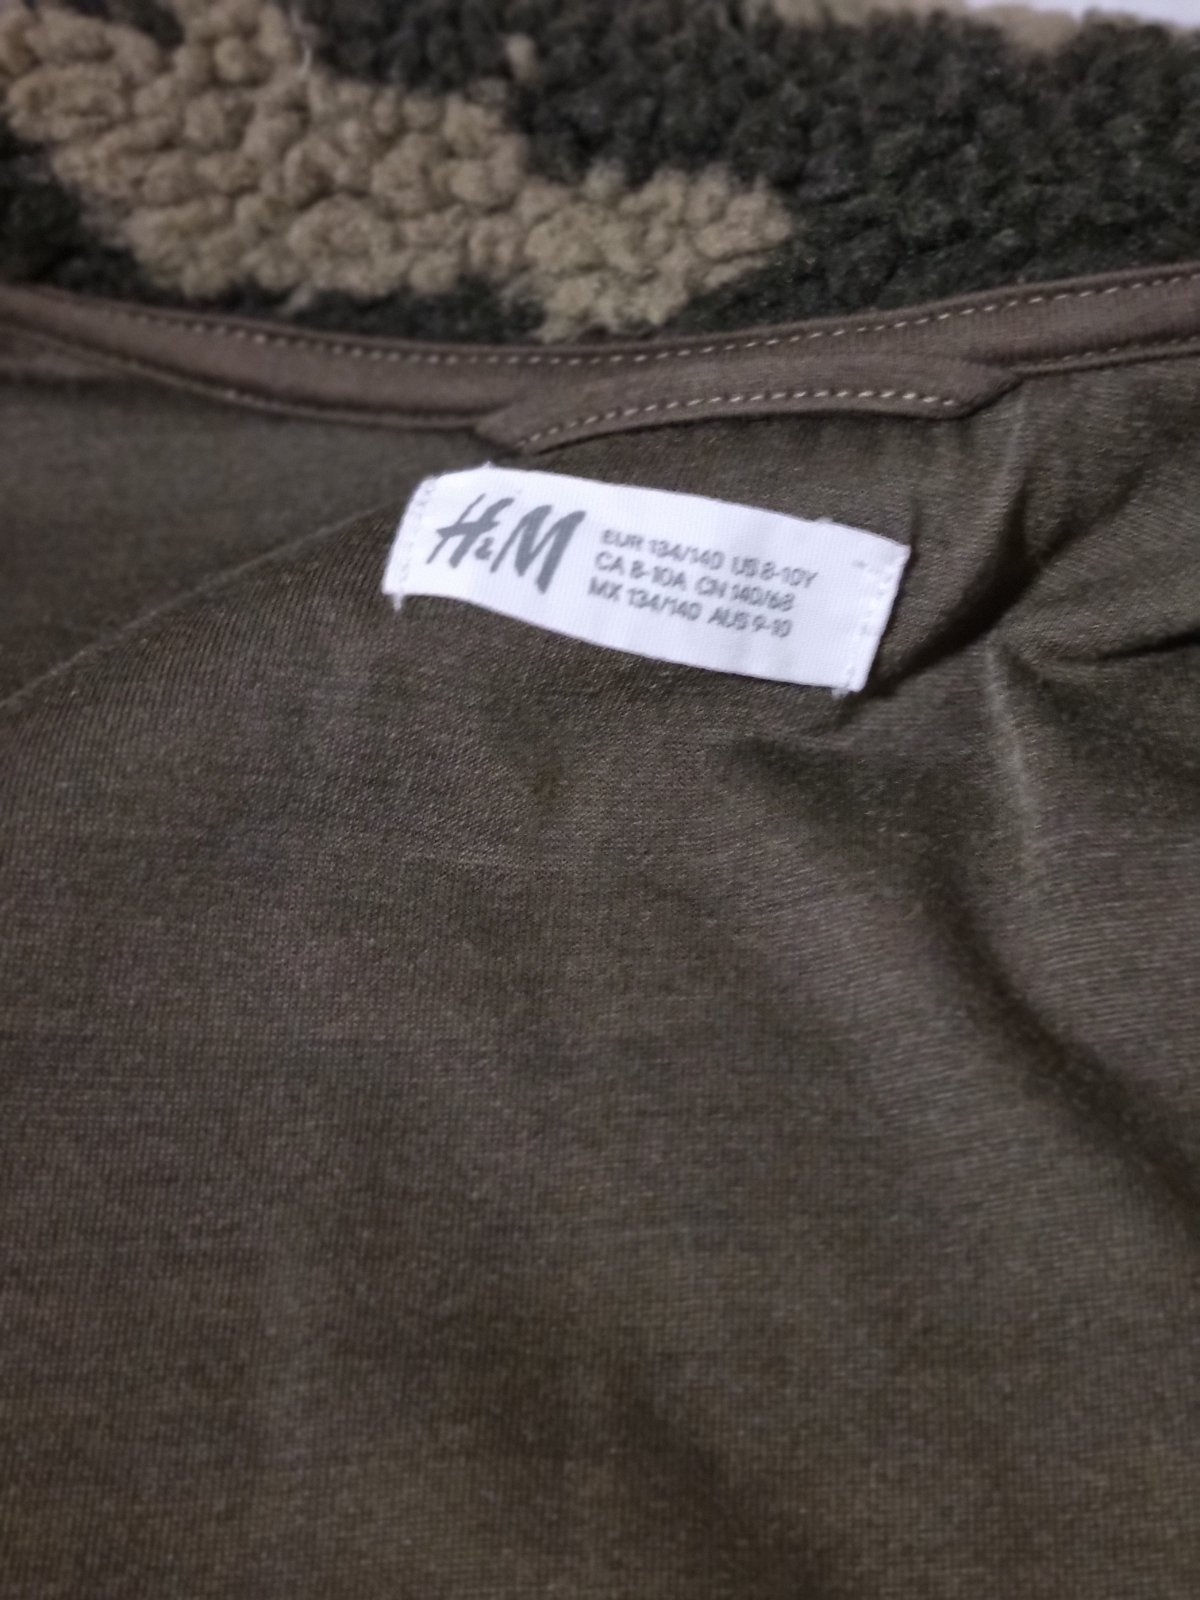 H&M
EUR 134/140 US 8-10Y
CA 8-10A CN 140/68
MX 134/140 AUS 9-10